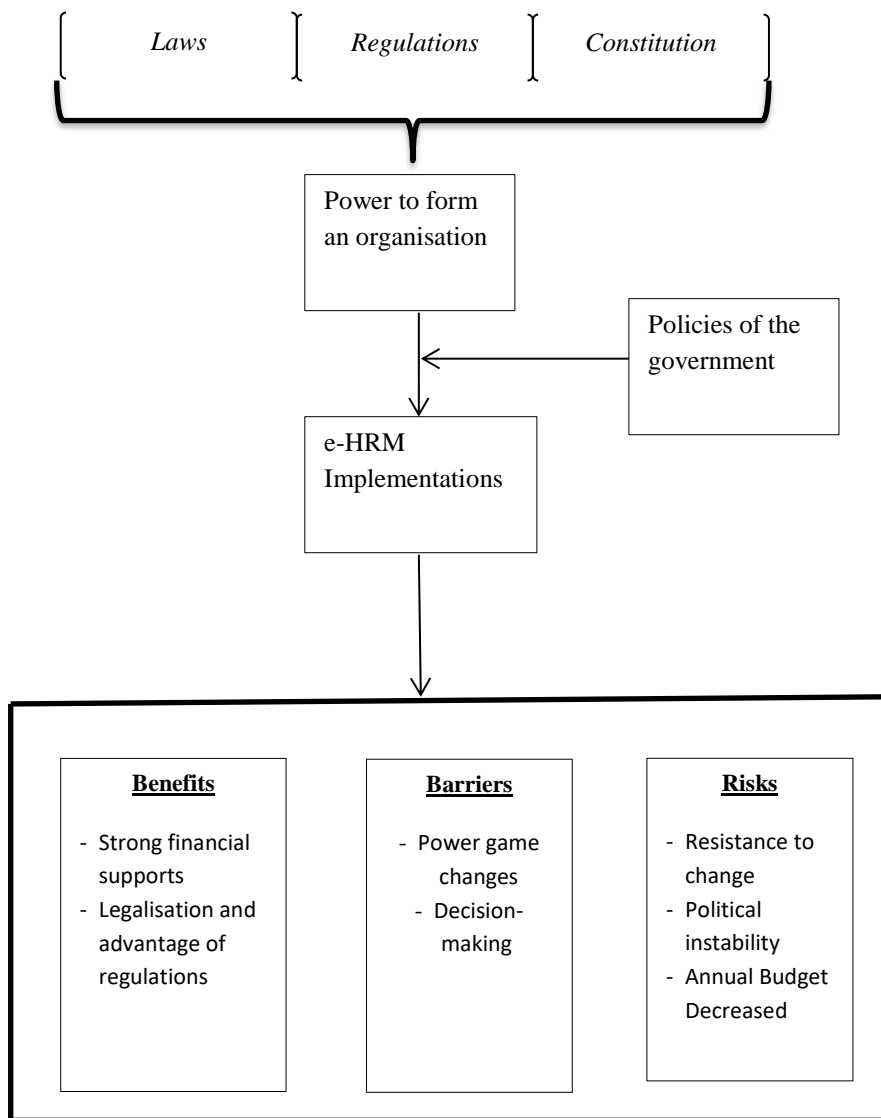 Laws Regulations Constitution
Power to form
an organisation
Policies of the
government
e-HRM
Implementations
Benefits
- Strong financial
supports
- Legalisation and
advantage of
regulations
Barriers
- Power game
changes
- Decision-
making
Risks
- Resistance to
change
- Political
instability
- Annual Budget
Decreased